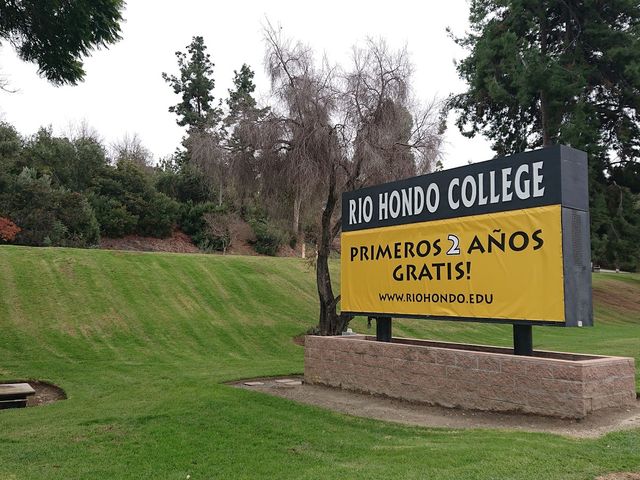 RIO HONDO COLLEGE
PRIMEROS 2 AÑOS
GRATIS!
WWW.RIOHONDO.EDU